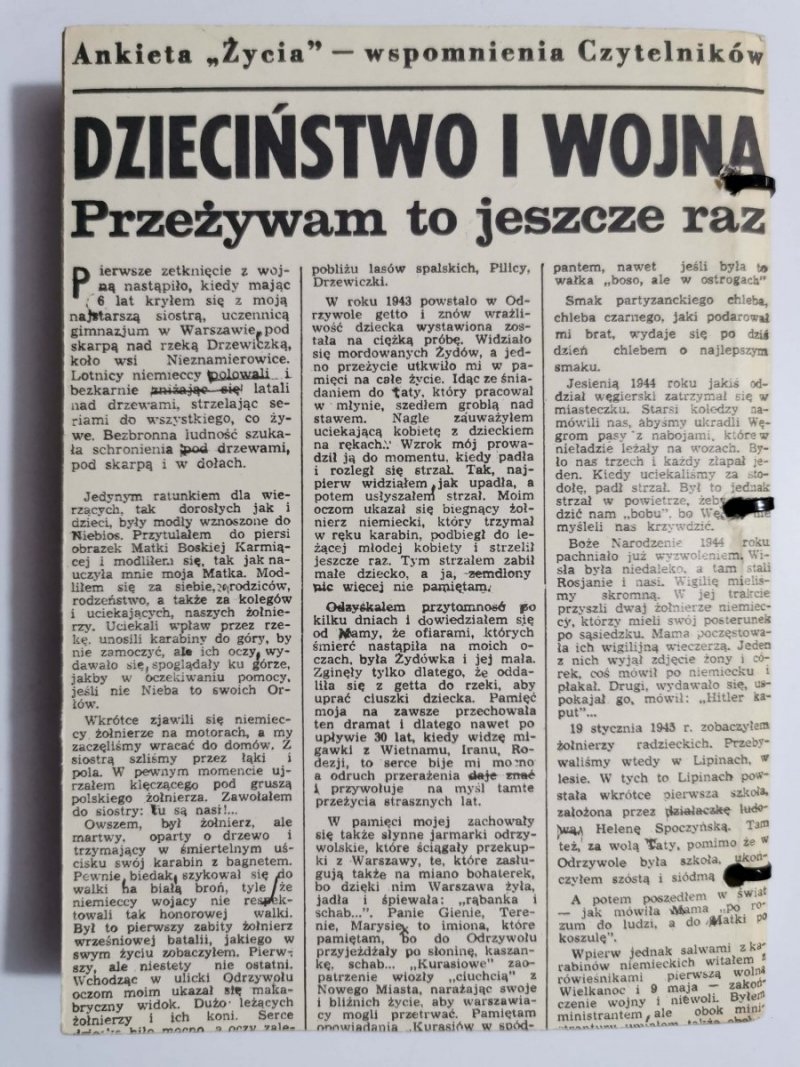 Ankieta „Życia” — wspomnienia Czytelników
DZIECIŃSTWO I WOJNA
Przeżywam to jeszcze raz
Pierwsze zetknięcie z woj-
ną nastąpiło, kiedy mając
6 lat kryłem się z moją
najstarszą siostrą, uczennicą
gimnazjum w Warszawie, pod
skarpą nad rzeką Drzewiczką,
koło wsi Nieznamierowice.
Lotnicy niemieccy polowali i
bezkarnie zniżając się latali
nad drzewami, strzelając se-
riami do wszystkiego, co ży-
we. Bezbronna ludność szuka-
ła schronienia pod drzewami,
pod skarpą i w dołach.
Jedynym ratunkiem dla wie-
rzących, tak dorosłych jak i
dzieci, były modły wznoszone do
Niebios. Przytulałem do piersi
obrazek Matki Boskiej Karmią-
cej i modliłem się, tak jak na-
uczyła mnie moja Matka. Mod-
liłem się za siebie, rodziców,
rodzeństwo, a także za kolegów
i uciekających, naszych żołnie-
rzy. Uciekali wpław przez rze-
kę, unosili karabiny do góry, by
nie zamoczyć, ale ich oczy, wy-
dawało się, spoglądały ku górze,
jakby w oczekiwaniu pomocy,
jeśli nie Nieba to swoich Or-
łów.
Wkrótce zjawili się niemiec-
cy żołnierze na motorach, a my
zaczęliśmy wracać do domów. Z
siostrą szliśmy przez łąki i
pola. W pewnym momencie uj-
rzałem klęczącego pod gruszą
polskiego żołnierza. Zawołałem
do siostry: tu są nasi!...
Owszem, był żołnierz, ale
martwy, oparty o drzewo i
trzymający w śmiertelnym uś-
cisku swój karabin z bagnetem.
Pewnie, biedak, szykował się do
walki na białą broń, tyle że
niemieccy wojacy nie respek-
towali tak honorowej walki.
Był to pierwszy zabity żołnierz
wrześniowej batalii, jakiego w
swym życiu zobaczyłem. Pierw-
szy, ale niestety nie ostatni.
Wchodząc w ulicki Odrzywołu
oczom moim ukazał się maka-
bryczny widok. Dużo leżących
żołnierzy i ich koni. Serce
dziecka biło mocno, a oczy zale-
pobliżu lasów spalskich, Pilicy,
Drzewiczki.
W roku 1943 powstało w Od-
rzywole getto i znów wrażli-
wość dziecka wystawiona zos-
tała na ciężką próbę. Widziało
się mordowanych Żydów, a jed-
no przeżycie utkwiło mi w pa-
mięci na całe życie. Idąc ze śnia-
daniem do Taty, który pracował
w młynie, szedłem groblą nad
stawem. Nagle zauważyłem
uciekającą kobietę z dzieckiem
na rękach. Wzrok mój prowa-
dził ją do momentu, kiedy padła
i rozległ się strzał. Tak, naj-
pierw widziałem, jak upadła, a
potem usłyszałem strzał. Moim
oczom ukazał się biegnący żoł-
nierz niemiecki, który trzymał
w ręku karabin, podbiegł do le-
żącej młodej kobiety i strzelił
jeszcze raz. Tym strzałem zabił
małe dziecko, a ja, zemdlony
nic więcej nie pamiętam.
Odzyskałem przytomność po
kilku dniach i dowiedziałem się
od Mamy, że ofiarami, których
śmierć nastąpiła na moich o-
czach, była Żydówka i jej mała.
Zginęły tylko dlatego, że odda-
liła się z getta do rzeki, aby
uprać ciuszki dziecka. Pamięć
moja na zawsze przechowała
ten dramat i dlatego nawet po
upływie 30 lat, kiedy widzę mi-
gawki z Wietnamu, Iranu, Ro-
dezji, to serce bije mi mocno
a odruch przerażenia daje znać
i przywołuje na myśl tamte
przeżycia strasznych lat.
W pamięci mojej zachowały
się także słynne jarmarki odrzy-
wolskie, które ściągały przekup-
ki z Warszawy, te, które zasłu-
gują także na miano bohaterek,
bo dzięki nim Warszawa żyła,
jadła i śpiewała: „rąbanka i
schab...”. Panie Gienie, Tere-
nie, Marysie to imiona, które
pamiętam, bo do Odrzywołu
przyjeżdżały po słoninę, kaszan-
kę, schab... „Kurasiowe” zao-
patrzenie wiozły „ciuchcią” z
Nowego Miasta, narażając swoje
i bliźnich życie, aby warszawia-
cy mogli przetrwać. Pamiętam
opowiadania „Kurasiów w spód-
pantem, nawet jeśli była to
walka „boso, ale w ostrogach”
Smak partyzanckiego chleba,
chleba czarnego, jaki podarował
mi brat, wydaje się po dziś
dzień chlebem o najlepszym
smaku.
Jesienią 1944 roku jakiś od-
dział węgierski zatrzymał się w
miasteczku. Starsi koledzy na-
mówili nas, abyśmy ukradli Wę-
grom pasy z nabojami, które w
nieładzie leżały na wozach. By-
ło nas trzech i każdy złapał je-
den. Kiedy uciekaliśmy za sto-
dołę, padł strzał. Był to jednak
strzał w powietrze, żeby
dzić nam „bobu”, bo nie
myśleli nas krzywdzić.
Boże Narodzenie 1944 roku
pachniało już wyzwoleniem. Wi-
sła była niedaleko, a tam stali
Rosjanie i nasi. Wigilię mieliś-
my skromną. W jej trakcie
przyszli dwaj żołnierze niemiec-
cy, którzy mieli swój posterunek
po sąsiedzku. Mama poczęstowa-
ła ich wigilijną wieczerzą. Jeden
z nich wyjął zdjęcie żony i có-
rek, coś mówił po niemiecku i
płakał. Drugi, wydawało się, us-
pokajał go, mówił: „Hitler ka-
put”...
19 stycznia 1945 r. zobaczyłem
żołnierzy radzieckich. Przeby-
waliśmy wtedy w Lipinach, w
lesie. W tych to Lipinach pow-
stała wkrótce pierwsza szkoła,
założona przez działaczkę ludo-
wą, Helenę Spoczyńską. Tam
też, za wolą Taty, pomimo że w
Odrzywole była szkoła, ukoń-
czyłem szóstą i siódmą
A potem poszedłem w świat
— jak mówiła Mama „po ro-
zum do ludzi, a do Matki po
koszulę”.
Wpierw jednak salwami z ka-
rabinów niemieckich witałem z
rówieśnikami pierwszą wolną
Wielkanoc i 9 maja — zakoń-
czenie wojny i niewoli. Byłem
ministrantem, ale obok mini-